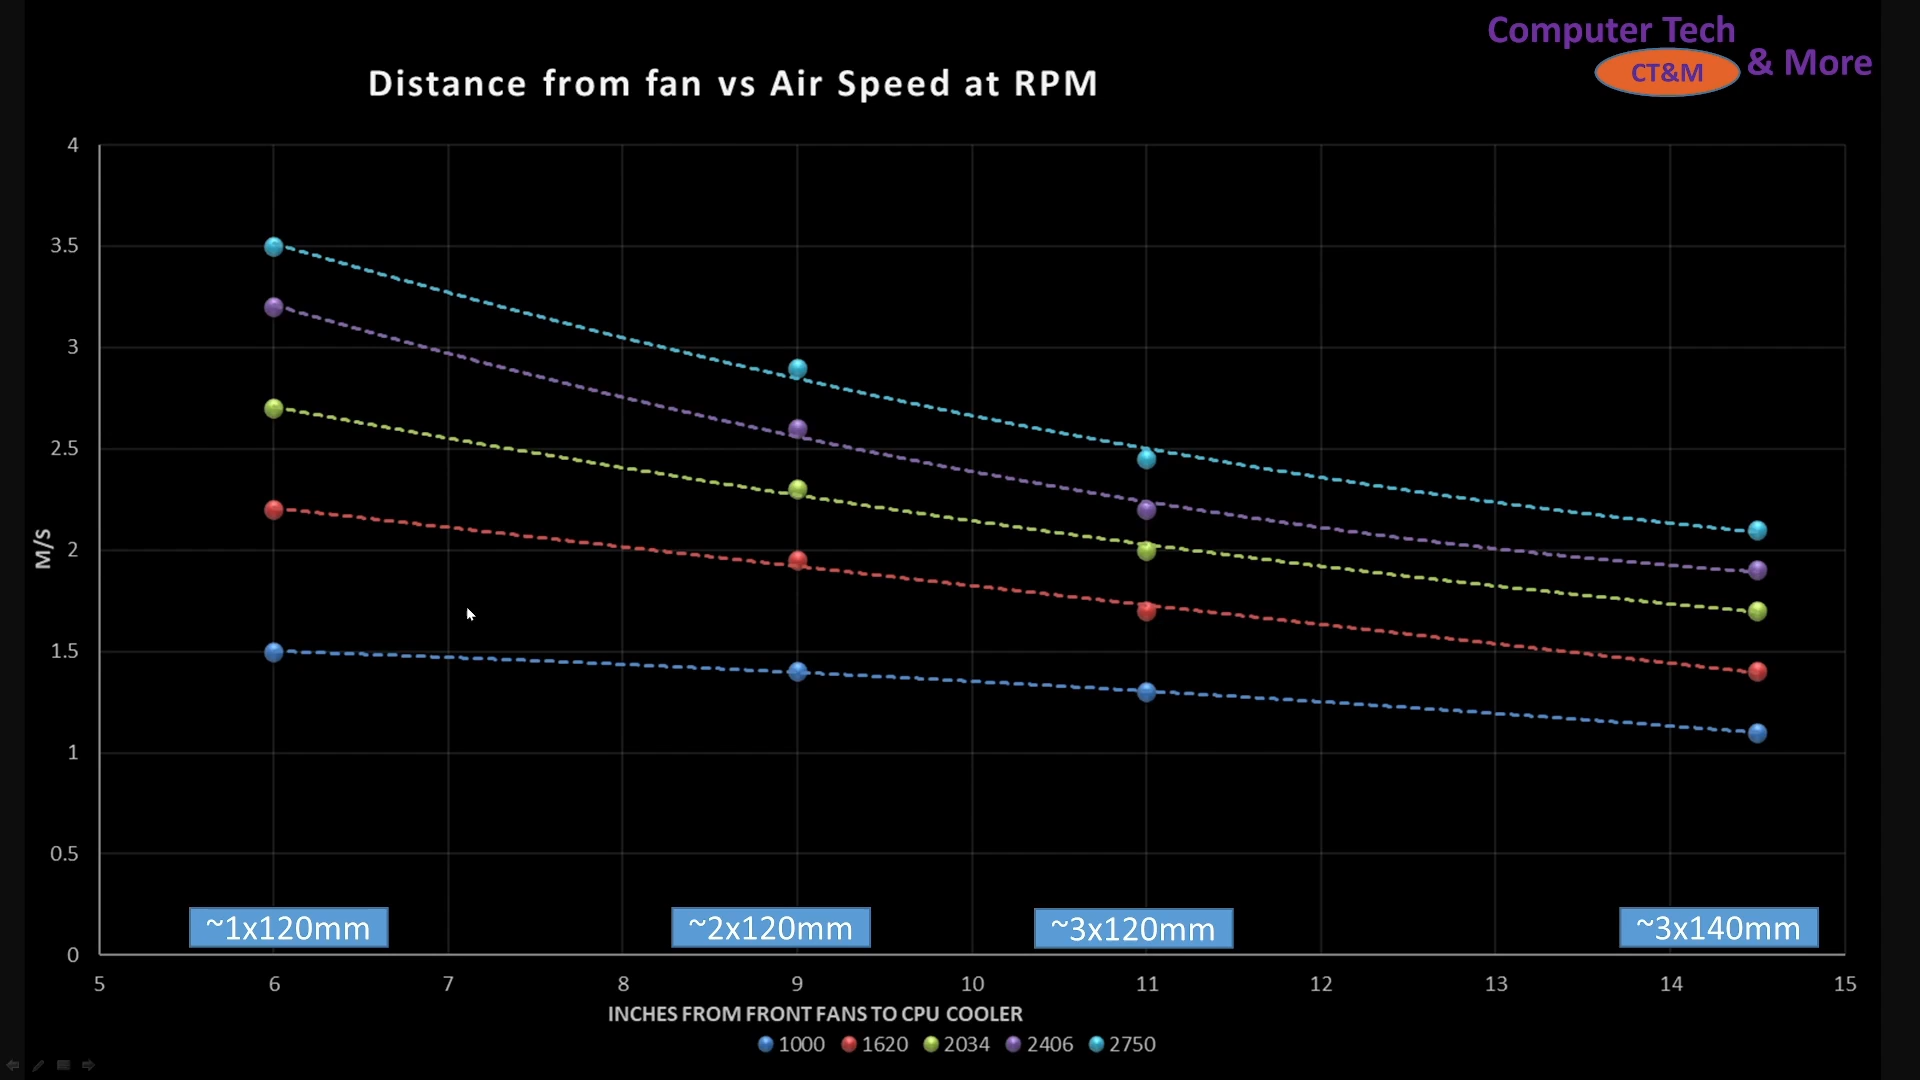 Computer Tech
CT&M
& More
Distance from fan vs Air Speed at RPM
4
3.5
3
2.5
2
1.5
1
0.5
0
M/S
~1x120mm
~2x120mm
~3x120mm
~3x140mm
5 6 7 8 9 10 11 12 13 14 15
INCHES FROM FRONT FANS TO CPU COOLER
1000 1620 2034 2406 2750